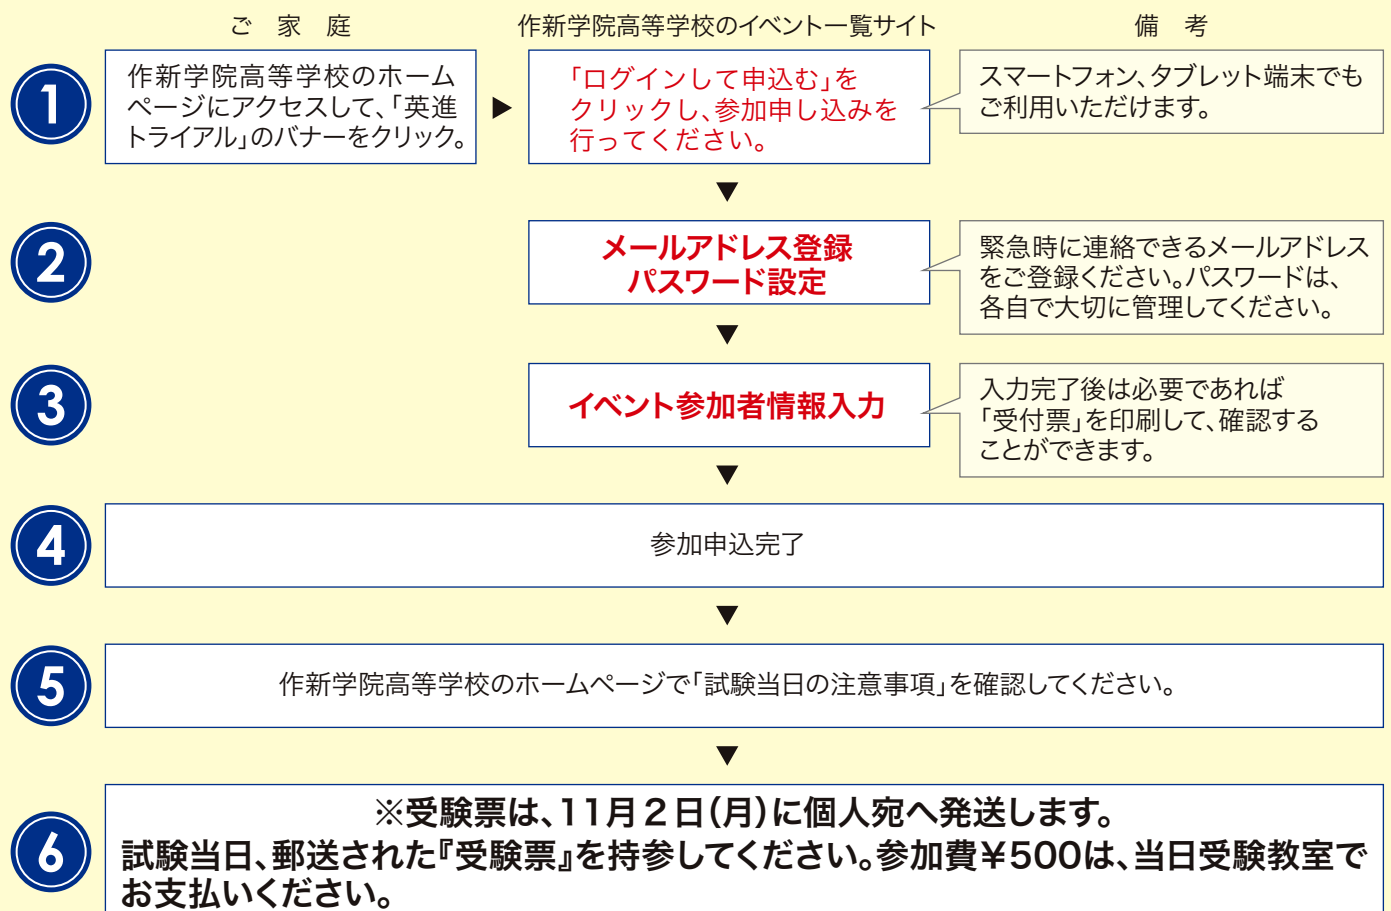 ご家庭
作新学院高等学校のイベント一覧サイト
備考
1
作新学院高等学校のホーム
ページにアクセスして、「英進
トライアル」のバナーをクリック。
▶
「ログインして申込む」を
クリックし、参加申し込みを
行ってください。
スマートフォン、タブレット端末でも
ご利用いただけます。
▼
2
メールアドレス登録
パスワード設定
緊急時に連絡できるメールアドレス
をご登録ください。パスワードは、
各自で大切に管理してください。
▼
3
イベント参加者情報入力
入力完了後は必要であれば
「受付票」を印刷して、確認する
ことができます。
▼
4
参加申込完了
▼
5
作新学院高等学校のホームページで「試験当日の注意事項」を確認してください。
▼
6
※受験票は、11月2日(月)に個人宛へ発送します。
試験当日、郵送された『受験票』を持参してください。参加費¥500は、当日受験教室で
お支払いください。